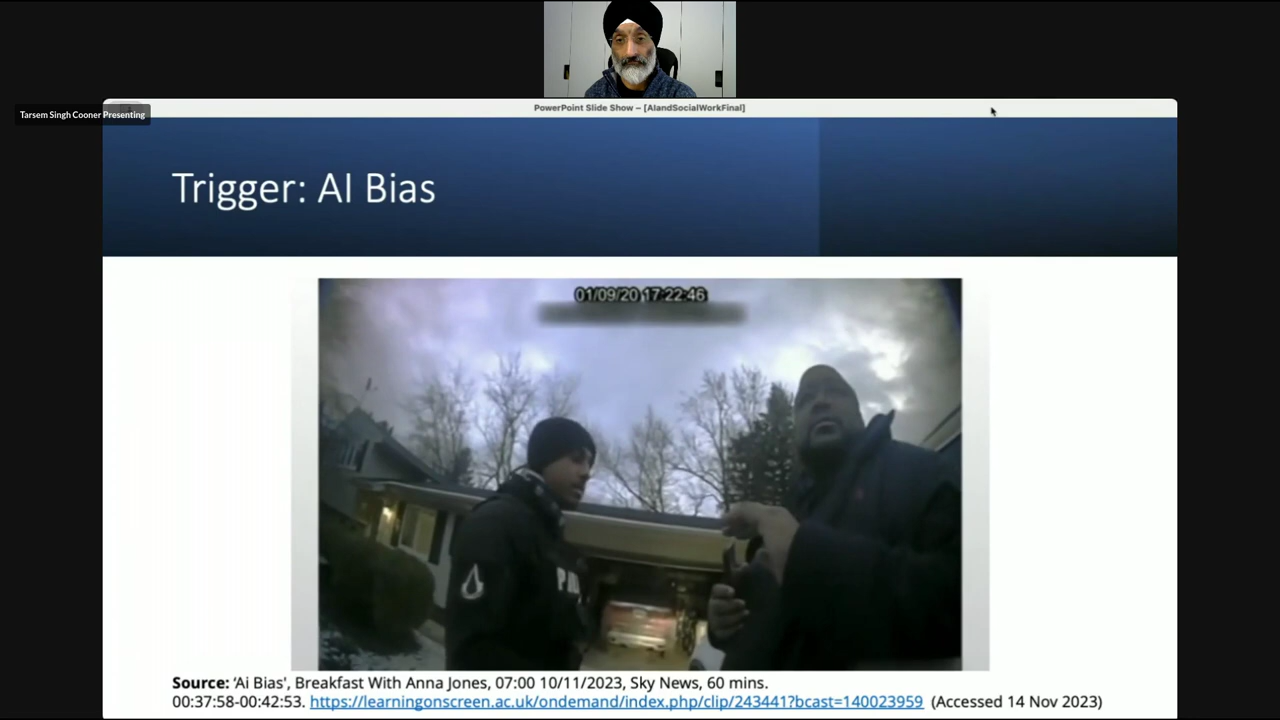 Tarsem Singh Cooner Presenting
PowerPoint Slide Show – [AIandSocialWorkFinal]
Trigger: AI Bias
01/09/20 17:22:46
Source: 'Ai Bias', Breakfast With Anna Jones, 07:00 10/11/2023, Sky News, 60 mins.
00:37:58-00:42:53. https://learningonscreen.ac.uk/ondemand/index.php/clip/243441?bcast=140023959 (Accessed 14 Nov 2023)